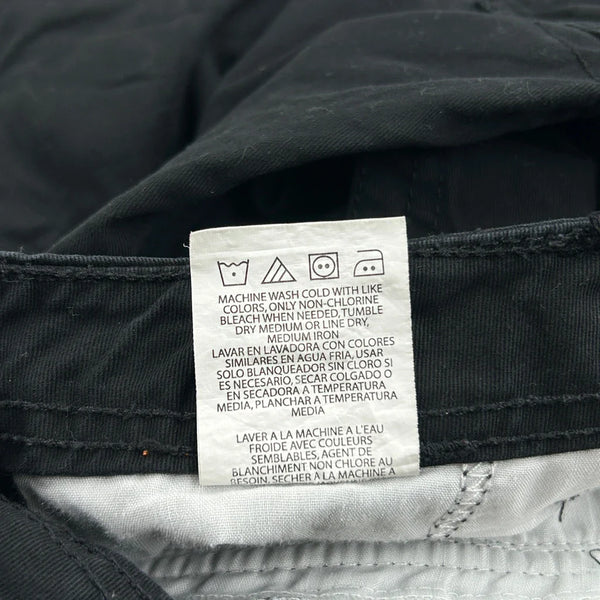 MACHINE WASH COLD WITH LIKE
COLORS, ONLY NON-CHLORINE
BLEACH WHEN NEEDED, TUMBLE
DRY MEDIUM OR LINE DRY,
MEDIUM IRON
LAVAR EN LAVADORA CON COLORES
SIMILARES EN AGUA FRIA, USAR
SOLO BLANQUEADOR SIN CLORO SI
ES NECESARIO, SECAR COLGADO O
EN SECADORA A TEMPERATURA
MEDIA, PLANCHAR A TEMPERATURA
MEDIA
LAVER A LA MACHINE A L'EAU
FROIDE AVEC COULEURS
SEMBLABLES, AGENT DE
BLANCHIMENT NON CHLORE AU
BESOIN, SECHER A LA MACHINE A